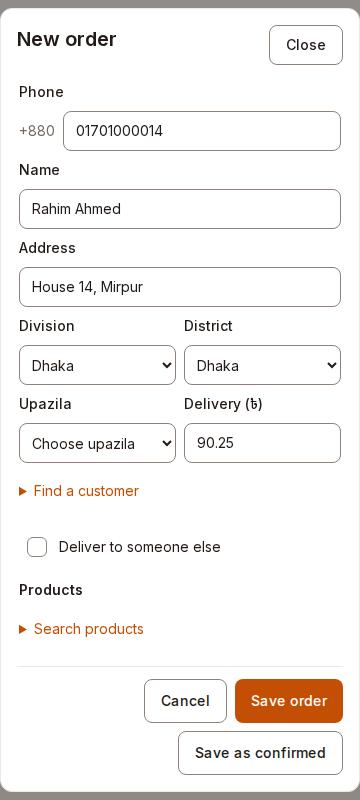 New order
Close
Phone
+880 01701000014
Name
Rahim Ahmed
Address
House 14, Mirpur
Division District
Dhaka Dhaka
Upazila Delivery (৳)
Choose upazila 90.25
Find a customer
Deliver to someone else
Products
Search products
Cancel Save order
Save as confirmed